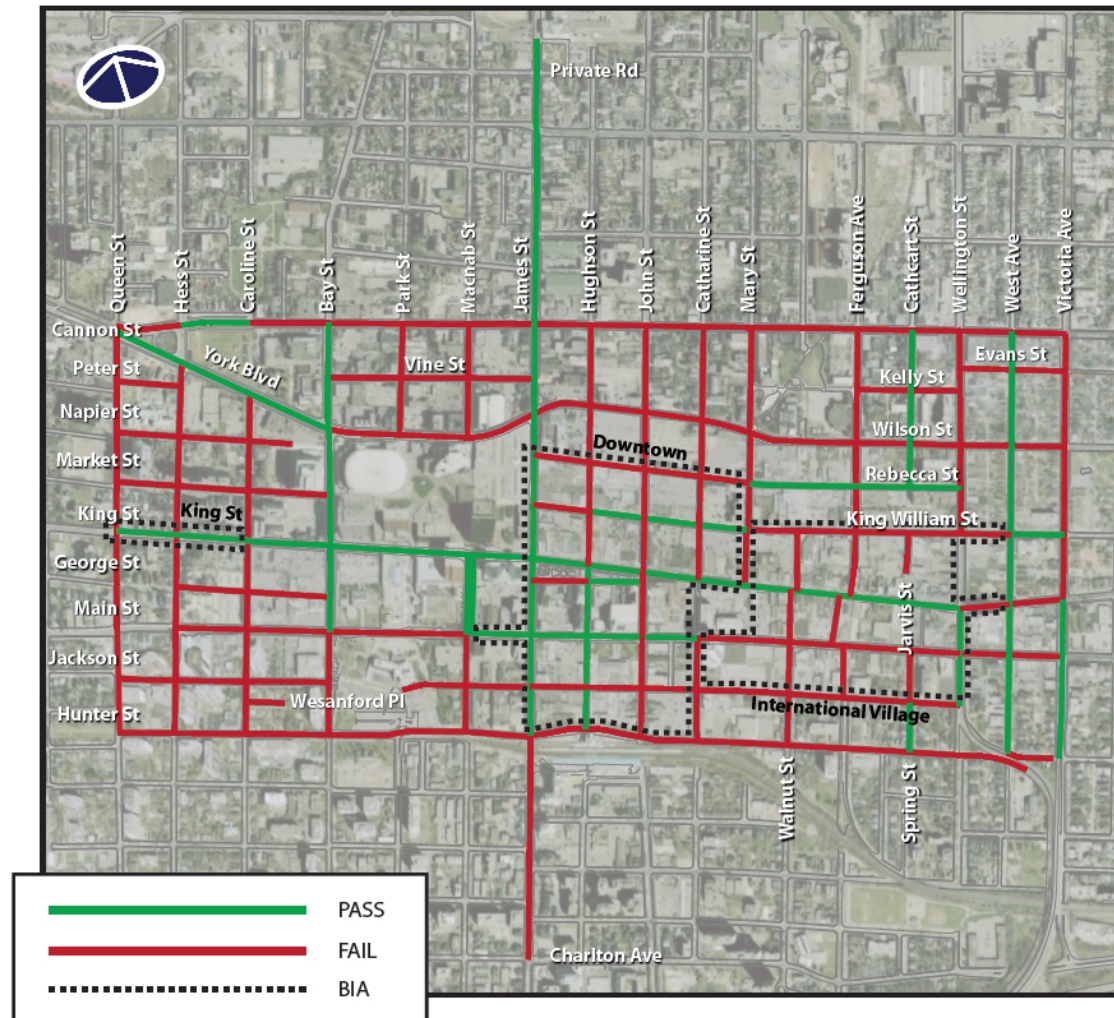 Private Rd
Queen St
Hess St
Caroline St
Bay St
Park St
Macnab St
James St
Hughson St
John St
Catharine St
Mary St
Ferguson Ave
Cathcart St
Wellington St
West Ave
Victoria Ave
Cannon St
York Blvd
Vine St
Evans St
Peter St
Kelly St
Napier St
Wilson St
Downtown
Market St
Rebecca St
King St
King St
King William St
George St
Main St
Jarvis St
Jackson St
Wesanford Pl
International Village
Hunter St
Walnut St
Spring St
Charlton Ave
PASS
FAIL
BIA